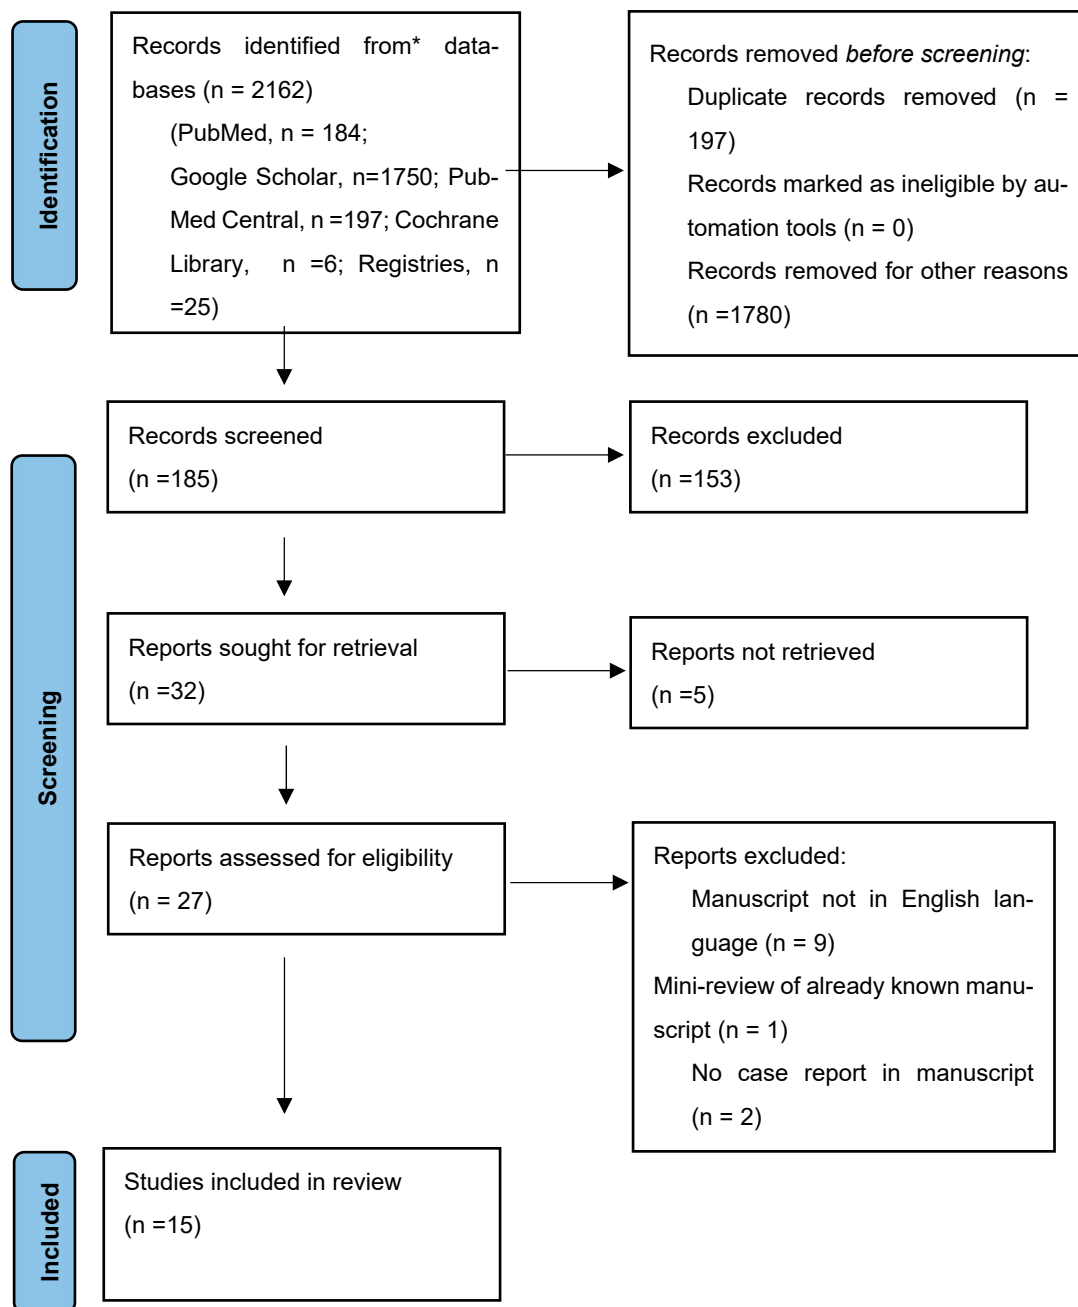 Identification
Records identified from* data-
bases (n = 2162)
(PubMed, n = 184;
Google Scholar, n=1750; Pub-
Med Central, n =197; Cochrane
Library, n =6; Registries, n
=25)
Records removed before screening:
Duplicate records removed (n =
197)
Records marked as ineligible by au-
tomation tools (n = 0)
Records removed for other reasons
(n =1780)
Screening
Records screened
(n =185)
Records excluded
(n =153)
Reports sought for retrieval
(n =32)
Reports not retrieved
(n =5)
Reports assessed for eligibility
(n = 27)
Reports excluded:
Manuscript not in English lan-
guage (n = 9)
Mini-review of already known manu-
script (n = 1)
No case report in manuscript
(n = 2)
Included
Studies included in review
(n =15)